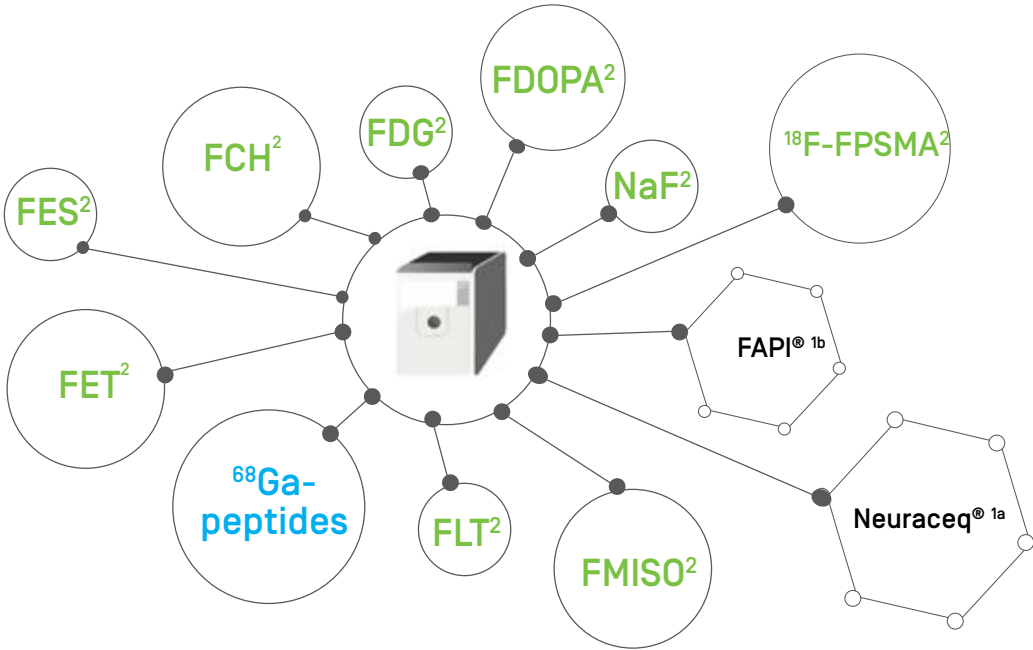 FDOPA²
FDG²
FCH²
¹⁸F-FPSMA²
NaF²
FES²
FAPI® ¹ᵇ
FET²
⁶⁸Ga-
peptides
Neuraceq® ¹ᵃ
FLT²
FMISO²